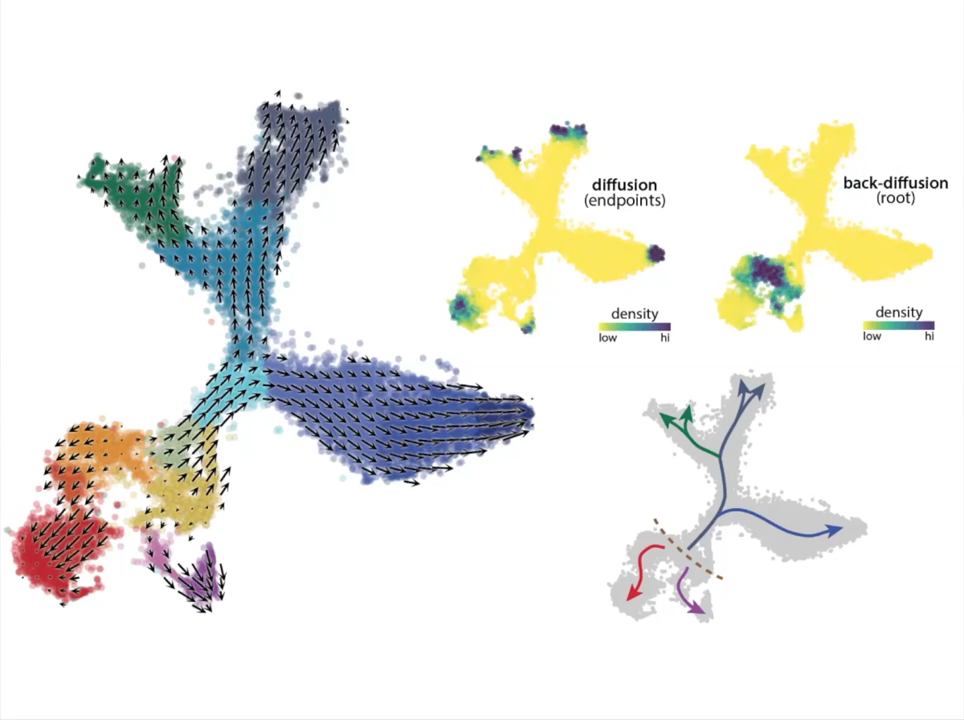 diffusion
(endpoints)
density
low hi
back-diffusion
(root)
density
low hi